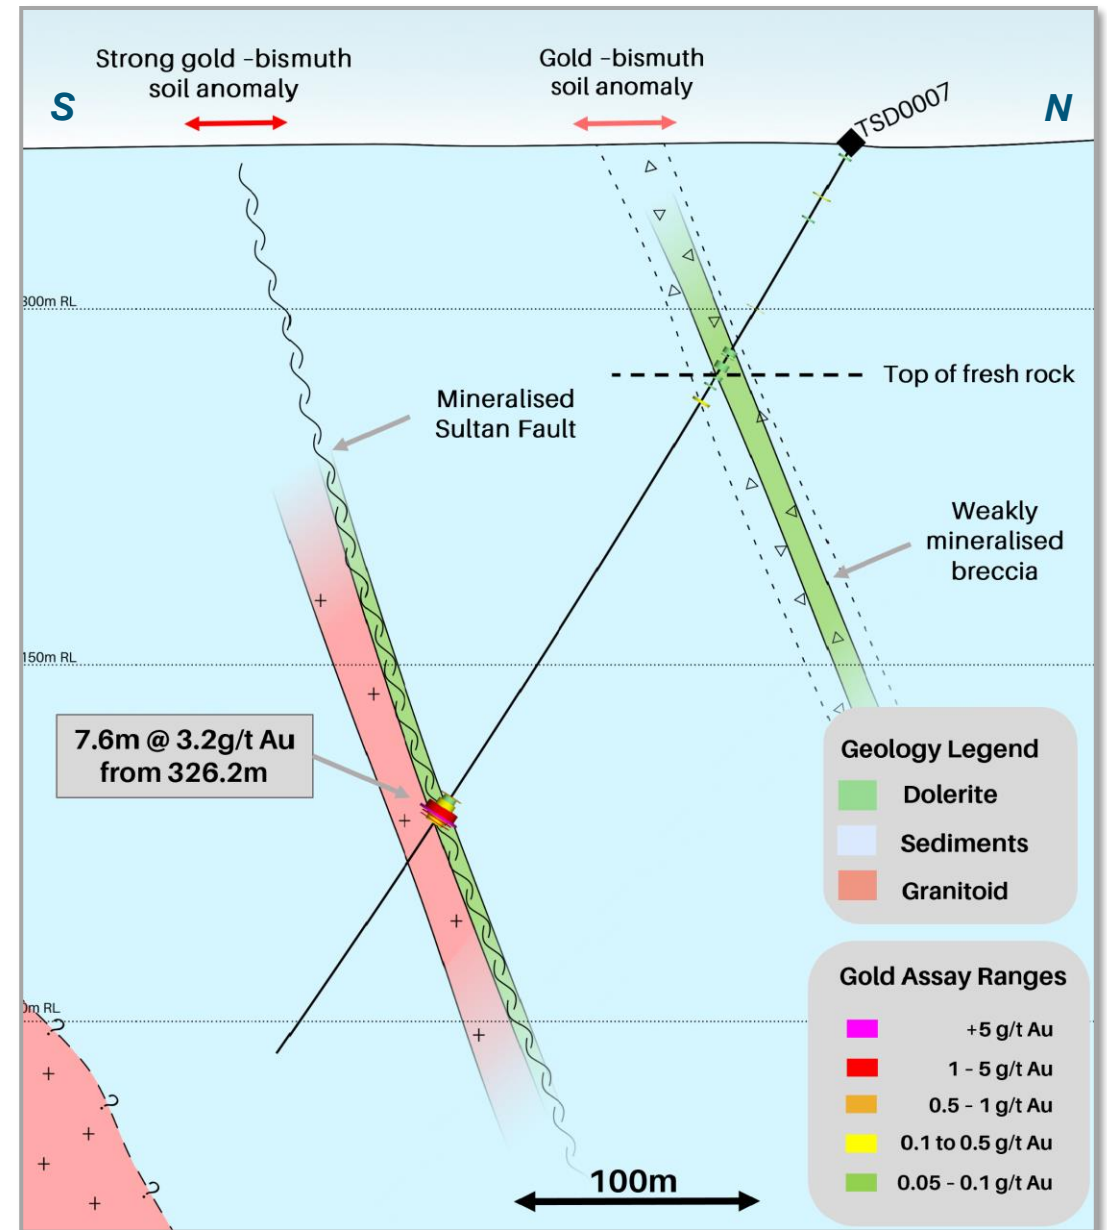 Strong gold –bismuth
soil anomaly
Gold –bismuth
soil anomaly
S
N
TSD0007
300m RL
Top of fresh rock
Mineralised
Sultan Fault
Weakly
mineralised
breccia
150m RL
7.6m @ 3.2g/t Au
from 326.2m
Geology Legend
Dolerite
Sediments
Granitoid
0m RL
?
?
?
Gold Assay Ranges
+5 g/t Au
1 – 5 g/t Au
0.5 – 1 g/t Au
0.1 to 0.5 g/t Au
0.05 – 0.1 g/t Au
100m